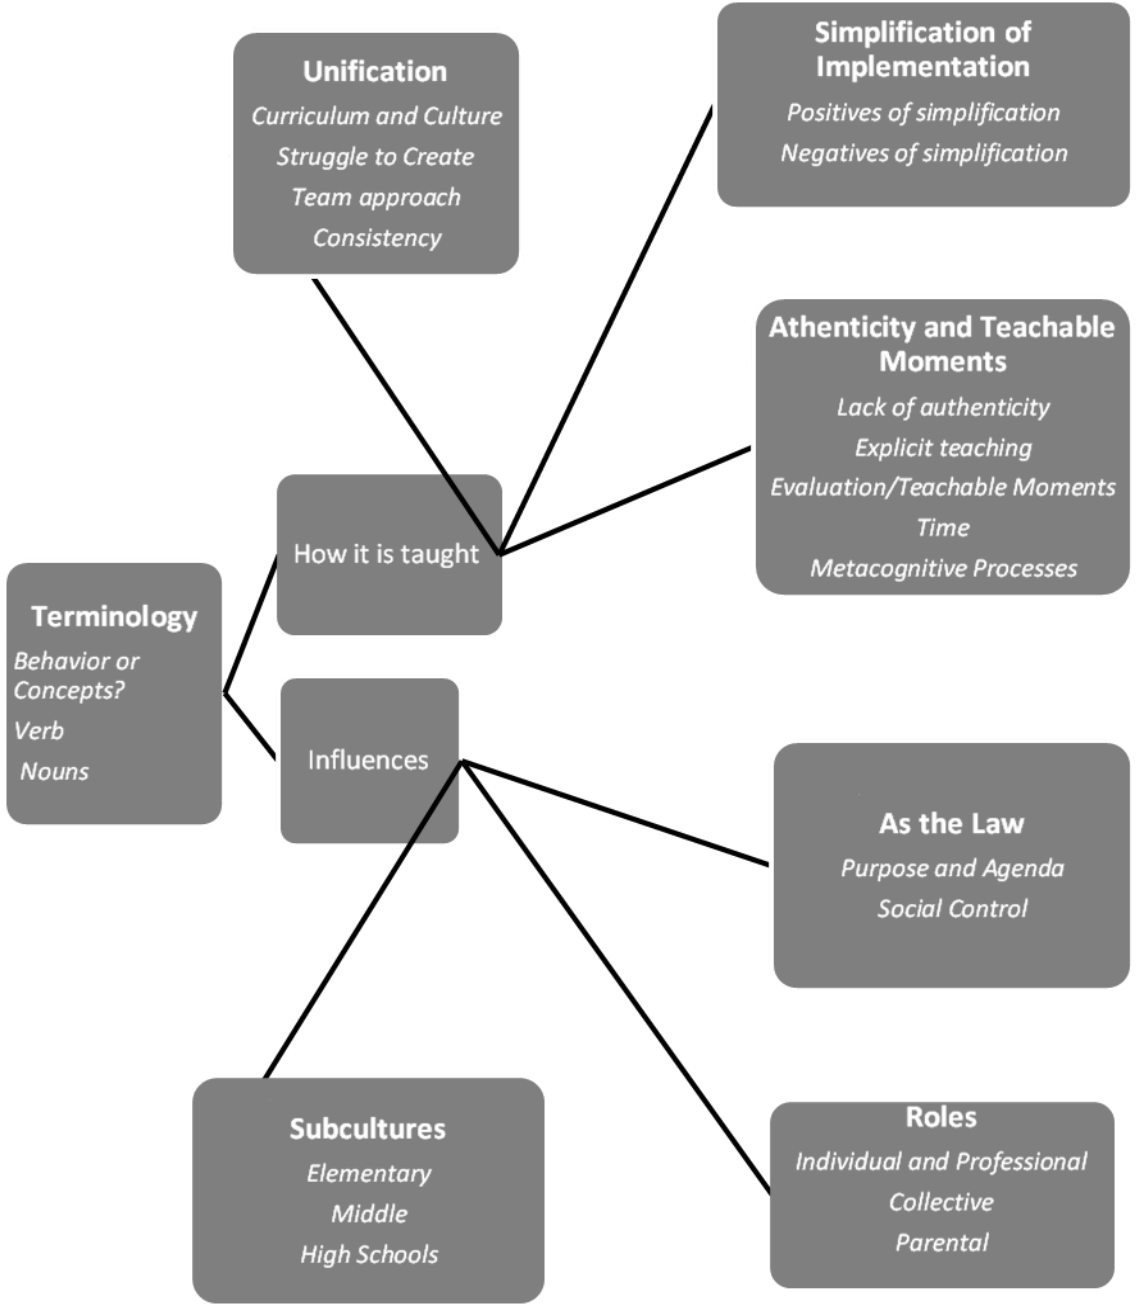 Unification
Curriculum and Culture
Struggle to Create
Team approach
Consistency
Simplification of
Implementation
Positives of simplification
Negatives of simplification
Athenticity and Teachable
Moments
Lack of authenticity
Explicit teaching
Evaluation/Teachable Moments
Time
Metacognitive Processes
How it is taught
Terminology
Behavior or
Concepts?
Verb
Nouns
Influences
As the Law
Purpose and Agenda
Social Control
Subcultures
Elementary
Middle
High Schools
Roles
Individual and Professional
Collective
Parental